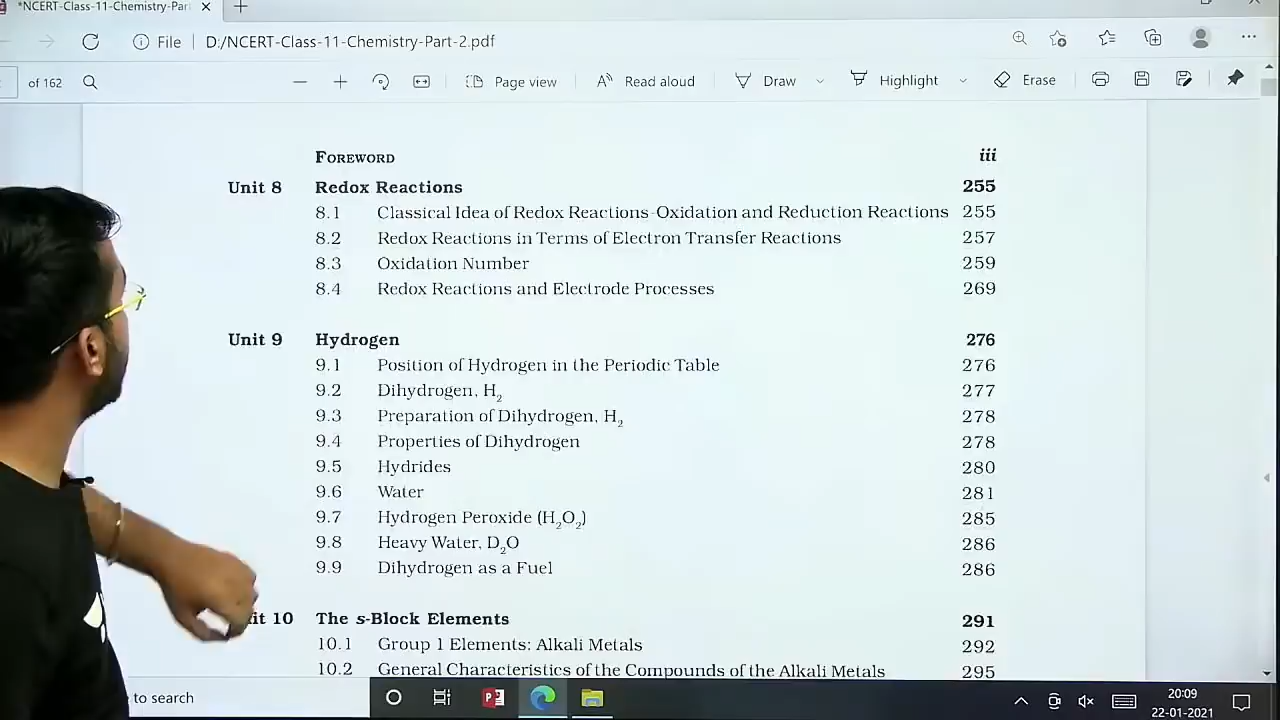 *NCERT-Class-11-Chemistry-Par
File D:/NCERT-Class-11-Chemistry-Part-2.pdf
of 162 Page view Read aloud Draw Highlight Erase
FOREWORD iii
Unit 8 Redox Reactions 255
8.1 Classical Idea of Redox Reactions-Oxidation and Reduction Reactions 255
8.2 Redox Reactions in Terms of Electron Transfer Reactions 257
8.3 Oxidation Number 259
8.4 Redox Reactions and Electrode Processes 269
Unit 9 Hydrogen 276
9.1 Position of Hydrogen in the Periodic Table 276
9.2 Dihydrogen, H₂ 277
9.3 Preparation of Dihydrogen, H₂ 278
9.4 Properties of Dihydrogen 278
9.5 Hydrides 280
9.6 Water 281
9.7 Hydrogen Peroxide (H₂O₂) 285
9.8 Heavy Water, D₂O 286
9.9 Dihydrogen as a Fuel 286
it 10 The s-Block Elements 291
10.1 Group 1 Elements: Alkali Metals 292
10.2 General Characteristics of the Compounds of the Alkali Metals 295
to search
20:09
22-01-2021